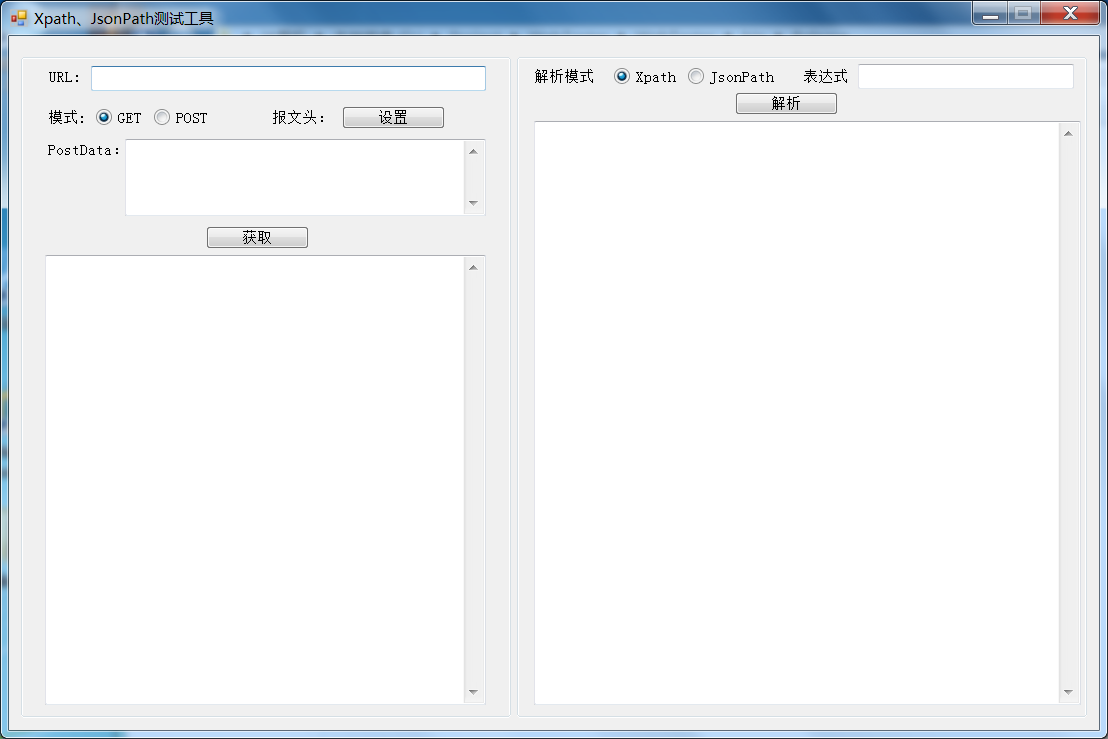 Xpath、JsonPath测试工具
URL:
模式: GET POST 报文头: 设置
PostData:
获取
解析模式 Xpath JsonPath 表达式
解析